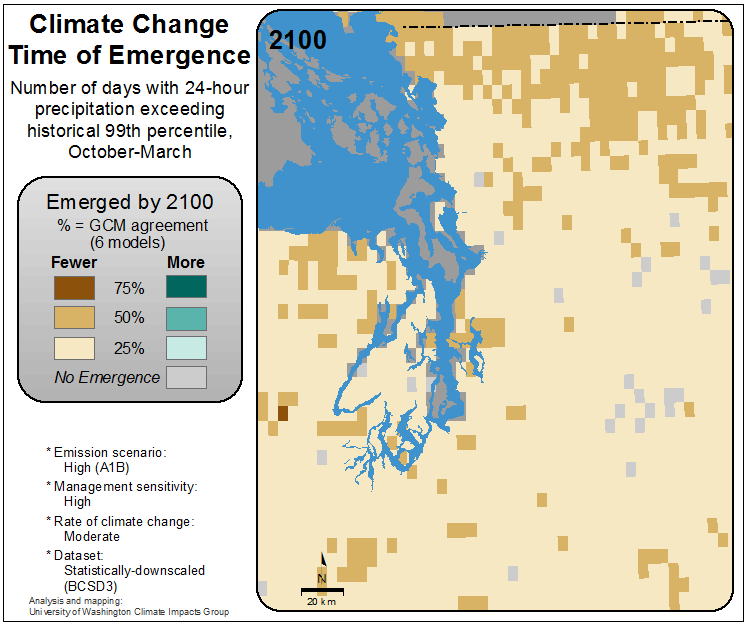 Climate Change
Time of Emergence
Number of days with 24-hour
precipitation exceeding
historical 99th percentile,
October-March
Emerged by 2100
% = GCM agreement
(6 models)
Fewer More
75%
50%
25%
No Emergence
* Emission scenario:
High (A1B)
* Management sensitivity:
High
* Rate of climate change:
Moderate
* Dataset:
Statistically-downscaled
(BCSD3)
Analysis and mapping:
University of Washington Climate Impacts Group
2100
N
20 km